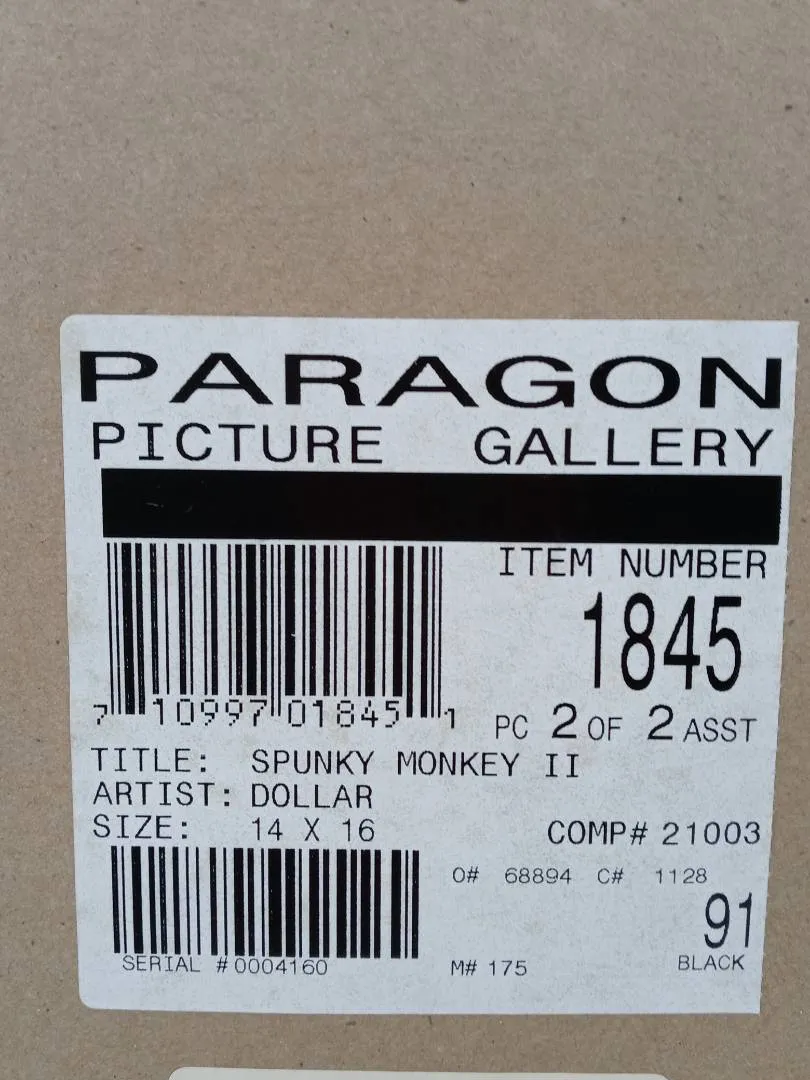 PARAGON
PICTURE GALLERY
ITEM NUMBER
1845
7 10997 01845 1
PC 2 OF 2 ASST
TITLE: SPUNKY MONKEY II
ARTIST: DOLLAR
SIZE: 14 X 16
COMP# 21003
O# 68894 C# 1128
91
SERIAL #0004160
M# 175
BLACK